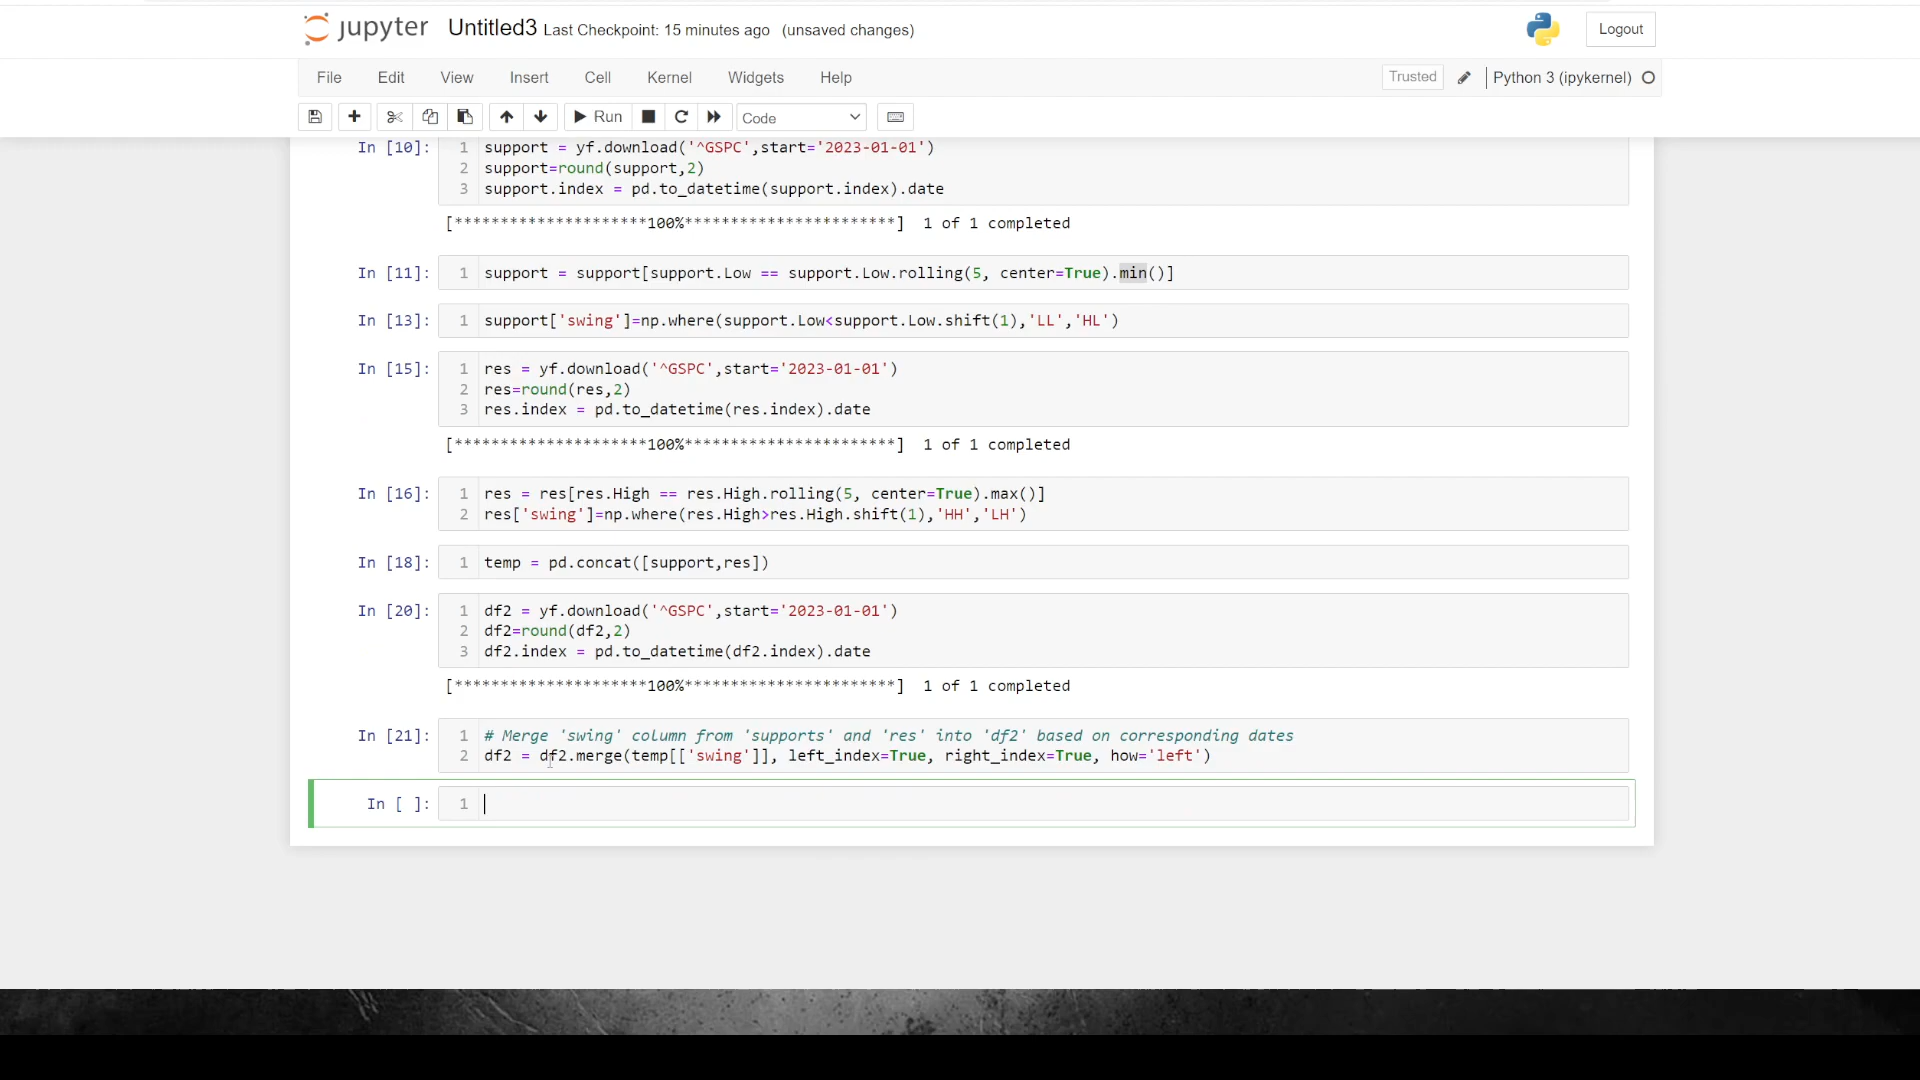 jupyter Untitled3 Last Checkpoint: 15 minutes ago (unsaved changes) Logout
File Edit View Insert Cell Kernel Widgets Help Trusted Python 3 (ipykernel)
Run Code
In [10]: 1 support = yf.download('^GSPC',start='2023-01-01')
2 support=round(support,2)
3 support.index = pd.to_datetime(support.index).date
[*********************100%***********************]  1 of 1 completed
In [11]: 1 support = support[support.Low == support.Low.rolling(5, center=True).min()]
In [13]: 1 support['swing']=np.where(support.Low<support.Low.shift(1),'LL','HL')
In [15]: 1 res = yf.download('^GSPC',start='2023-01-01')
2 res=round(res,2)
3 res.index = pd.to_datetime(res.index).date
[*********************100%***********************]  1 of 1 completed
In [16]: 1 res = res[res.High == res.High.rolling(5, center=True).max()]
2 res['swing']=np.where(res.High>res.High.shift(1),'HH','LH')
In [18]: 1 temp = pd.concat([support,res])
In [20]: 1 df2 = yf.download('^GSPC',start='2023-01-01')
2 df2=round(df2,2)
3 df2.index = pd.to_datetime(df2.index).date
[*********************100%***********************]  1 of 1 completed
In [21]: 1 # Merge 'swing' column from 'supports' and 'res' into 'df2' based on corresponding dates
2 df2 = df2.merge(temp[['swing']], left_index=True, right_index=True, how='left')
In [ ]: 1